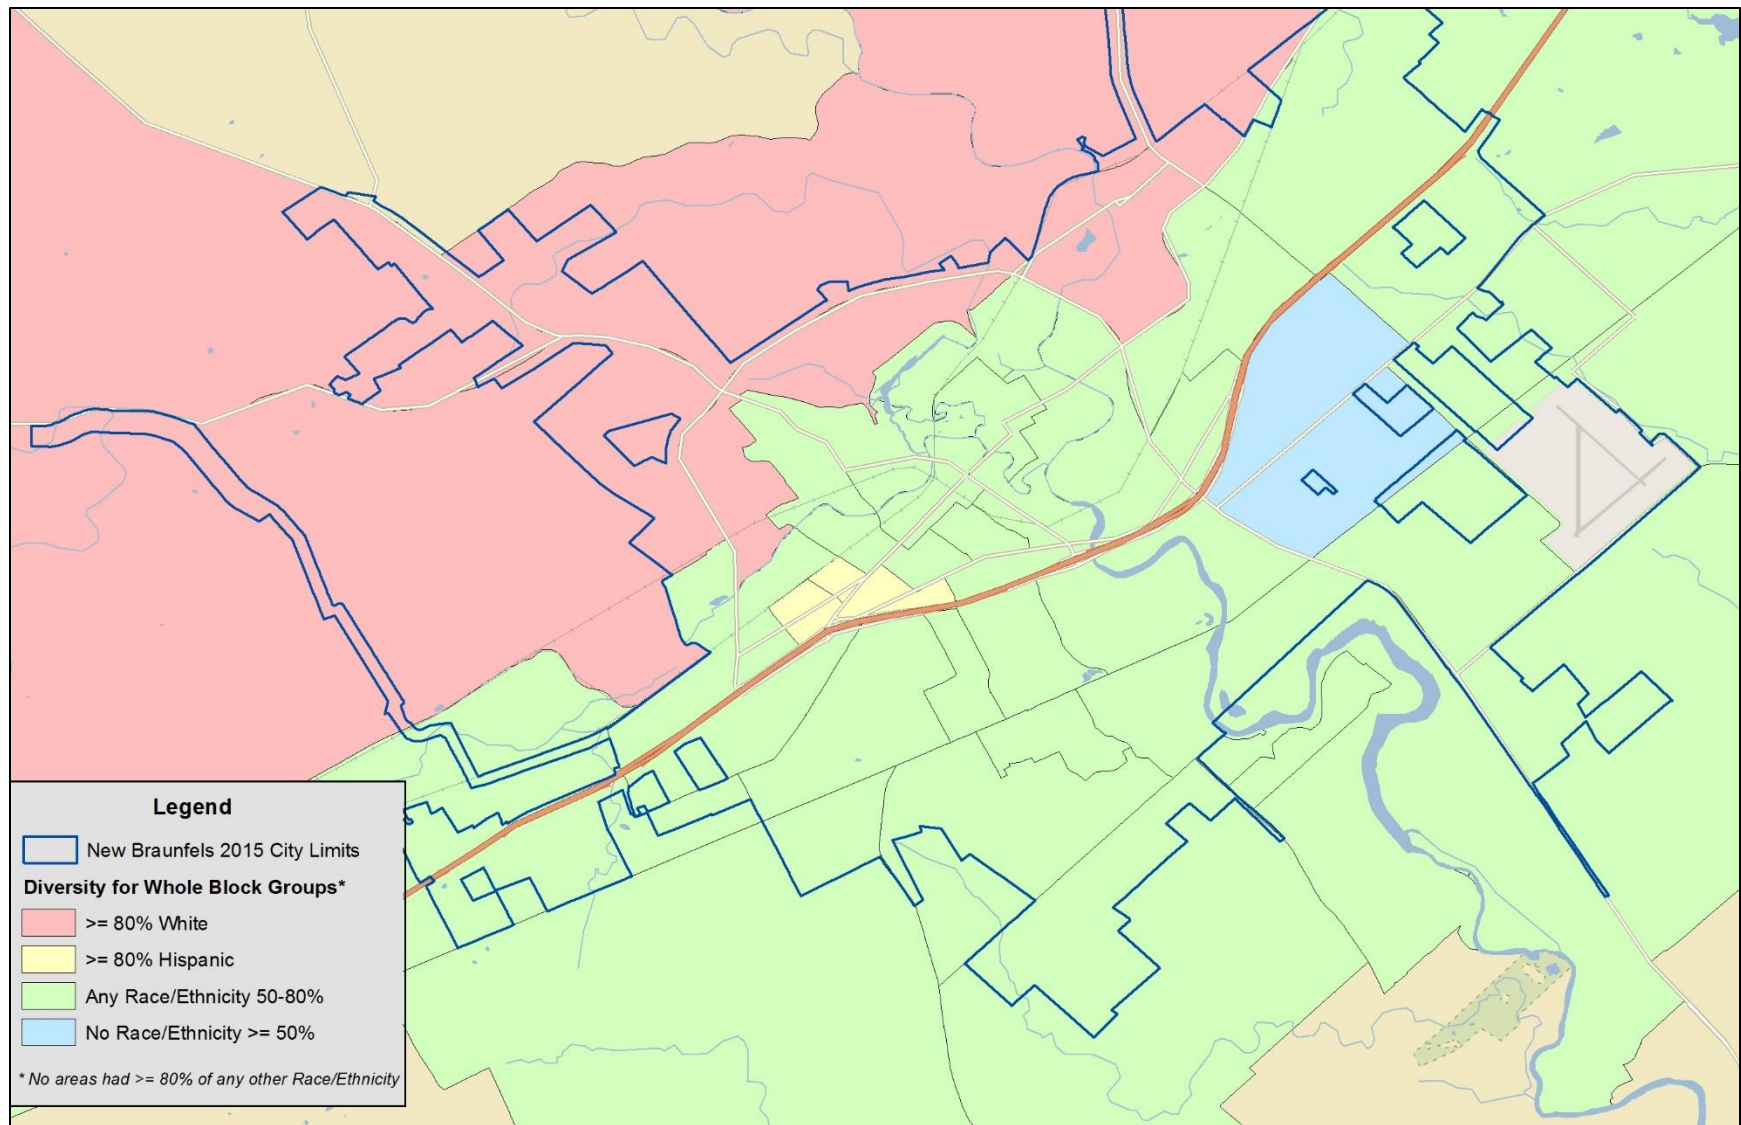 Legend
New Braunfels 2015 City Limits
Diversity for Whole Block Groups*
>= 80% White
>= 80% Hispanic
Any Race/Ethnicity 50-80%
No Race/Ethnicity >= 50%
* No areas had >= 80% of any other Race/Ethnicity